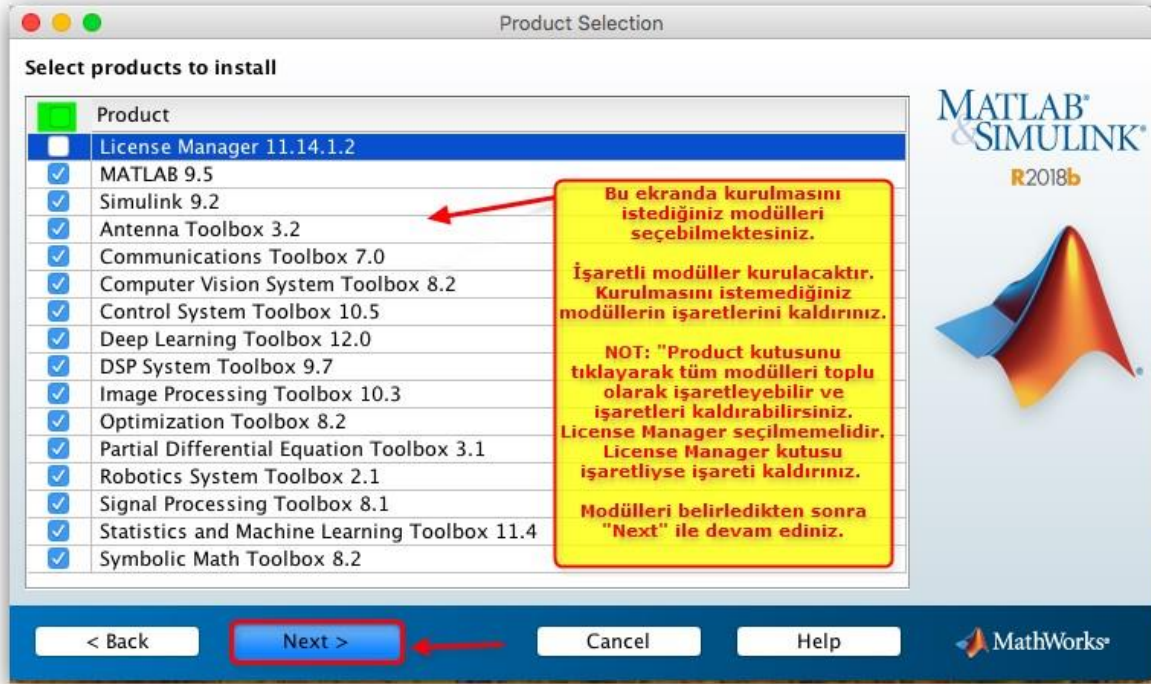 Product Selection
Select products to install
Product
License Manager 11.14.1.2
MATLAB 9.5
Simulink 9.2
Antenna Toolbox 3.2
Communications Toolbox 7.0
Computer Vision System Toolbox 8.2
Control System Toolbox 10.5
Deep Learning Toolbox 12.0
DSP System Toolbox 9.7
Image Processing Toolbox 10.3
Optimization Toolbox 8.2
Partial Differential Equation Toolbox 3.1
Robotics System Toolbox 2.1
Signal Processing Toolbox 8.1
Statistics and Machine Learning Toolbox 11.4
Symbolic Math Toolbox 8.2
Bu ekranda kurulmasını
istediğiniz modülleri
seçebilmektesiniz.
İşaretli modüller kurulacaktır.
Kurulmasını istemediğiniz
modüllerin işaretlerini kaldırınız.
NOT: "Product kutusunu
tıklayarak tüm modülleri toplu
olarak işaretleyebilir ve
işaretleri kaldırabilirsiniz.
License Manager seçilmemelidir.
License Manager kutusu
işaretliyse işareti kaldırınız.
Modülleri belirledikten sonra
"Next" ile devam ediniz.
MATLAB®
&SIMULINK®
R2018b
< Back
Next >
Cancel
Help
MathWorks®